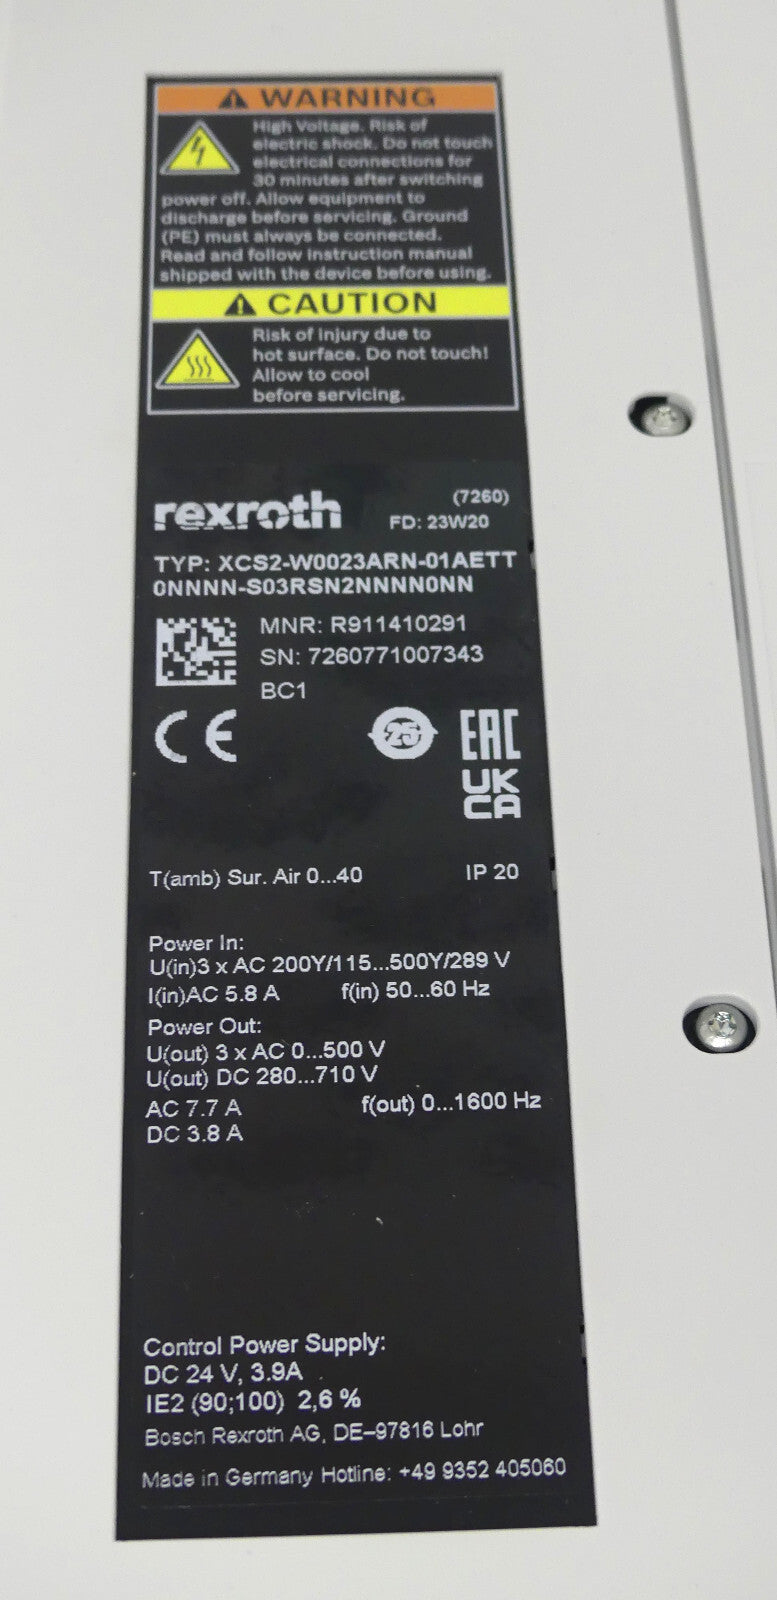 WARNING
High Voltage. Risk of
electric shock. Do not touch
electrical connections for
30 minutes after switching
power off. Allow equipment to
discharge before servicing. Ground
(PE) must always be connected.
Read and follow instruction manual
shipped with the device before using.
CAUTION
Risk of injury due to
hot surface. Do not touch!
Allow to cool
before servicing.
rexroth
(7260)
FD: 23W20
TYP: XCS2-W0023ARN-01AETT
0NNNN-S03RSN2NNNN0NN
MNR: R911410291
SN: 7260771007343
BC1
CE
25
EAC
UK
CA
T(amb) Sur. Air 0...40 IP 20
Power In:
U(in)3 x AC 200Y/115...500Y/289 V
I(in)AC 5.8 A f(in) 50...60 Hz
Power Out:
U(out) 3 x AC 0...500 V
U(out) DC 280...710 V
AC 7.7 A f(out) 0...1600 Hz
DC 3.8 A
Control Power Supply:
DC 24 V, 3.9A
IE2 (90;100) 2,6 %
Bosch Rexroth AG, DE–97816 Lohr
Made in Germany Hotline: +49 9352 405060